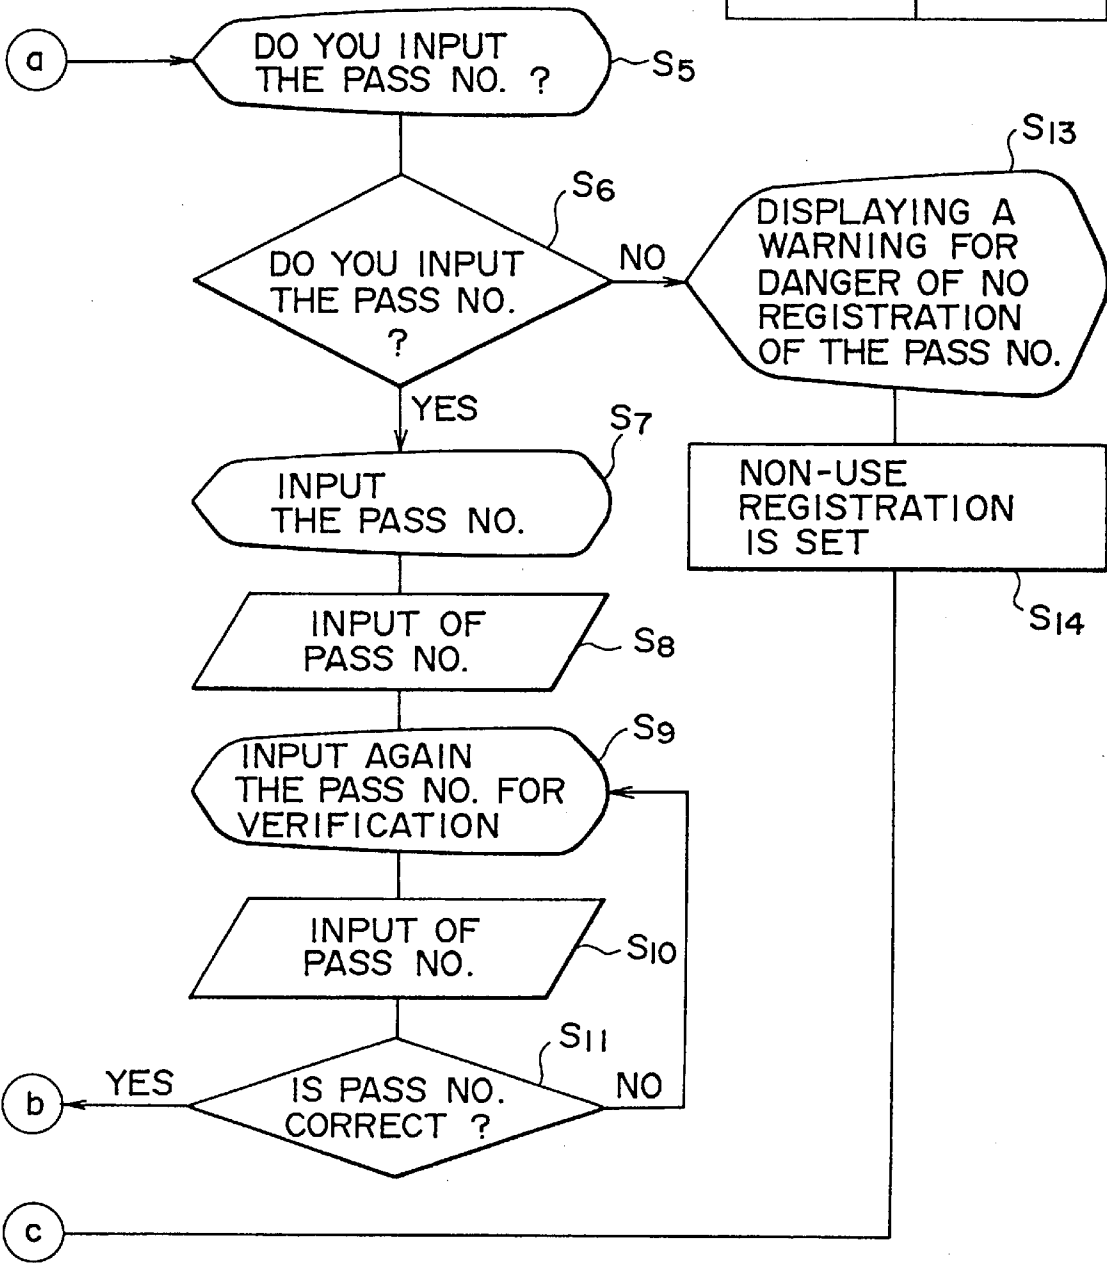 a
DO YOU INPUT
THE PASS NO. ?
S5
S13
S6
DISPLAYING A
WARNING FOR
DANGER OF NO
REGISTRATION
OF THE PASS NO.
DO YOU INPUT
THE PASS NO.
?
NO
YES
S7
INPUT
THE PASS NO.
NON-USE
REGISTRATION
IS SET
S14
INPUT OF
PASS NO.
S8
S9
INPUT AGAIN
THE PASS NO. FOR
VERIFICATION
INPUT OF
PASS NO.
S10
S11
IS PASS NO.
CORRECT ?
YES
NO
b
c